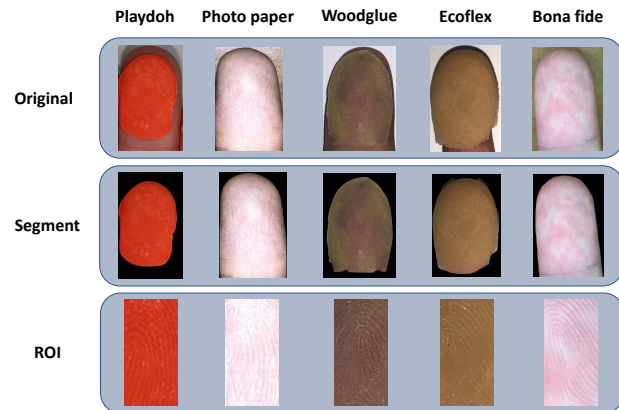 Playdoh Photo paper Woodglue Ecoflex Bona fide
Original
Segment
ROI